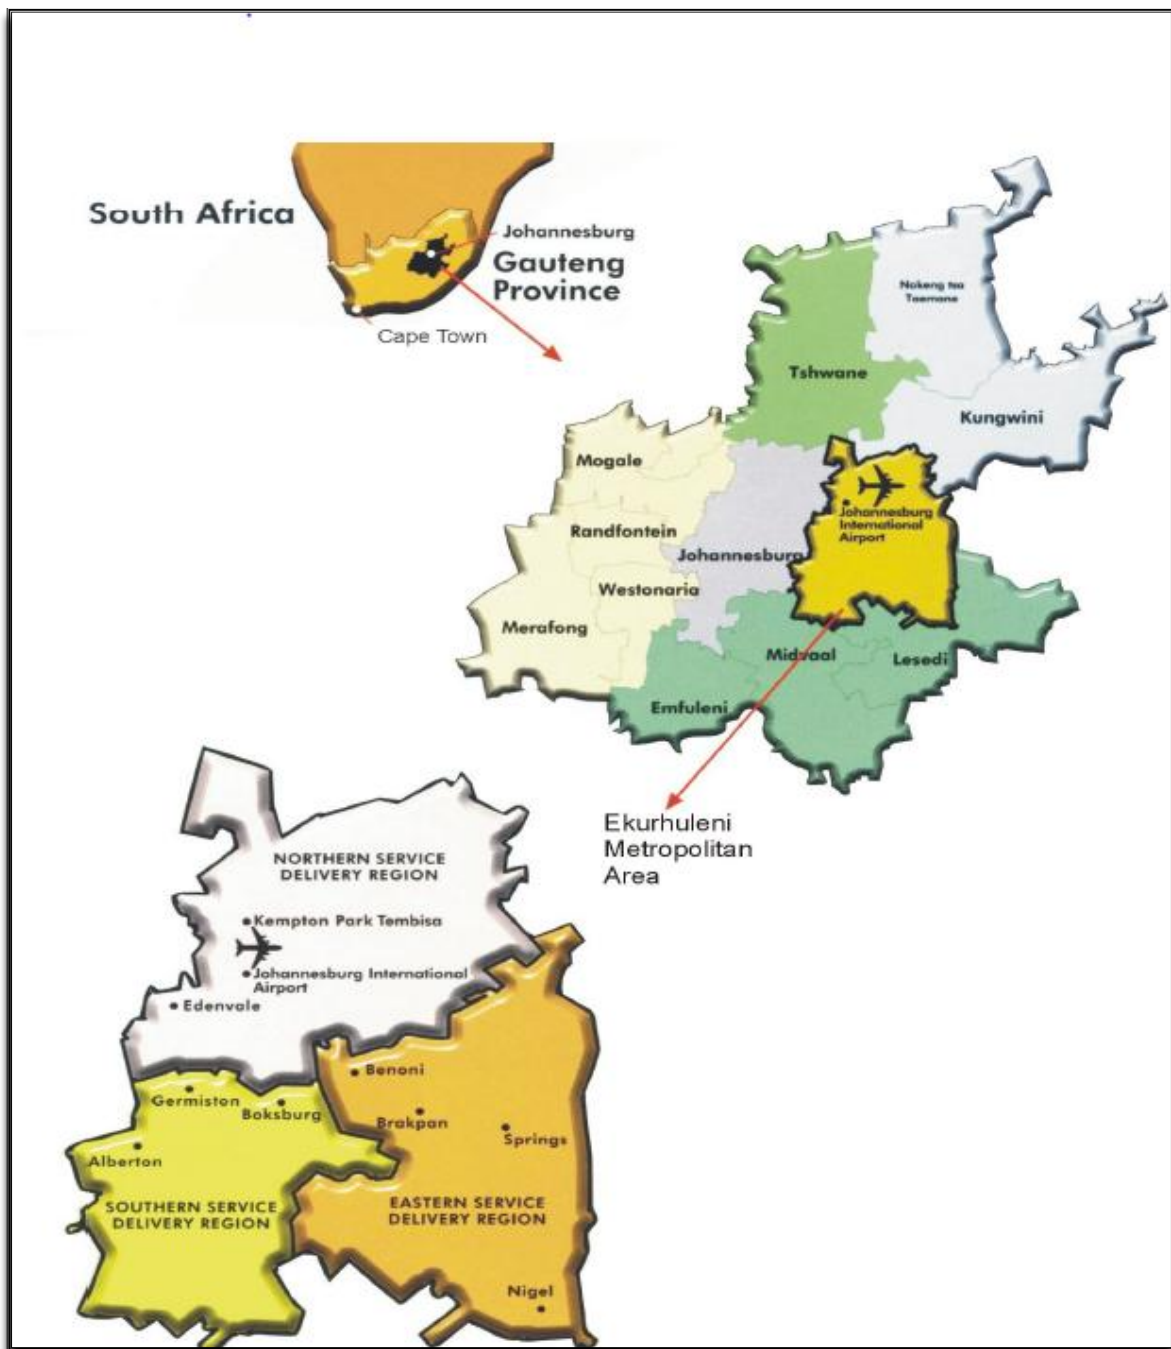 South Africa
Johannesburg
Gauteng
Province
Cape Town
Nokeng tsa
Taemane
Tshwane
Kungwini
Mogale
Johannesburg
International
Airport
Randfontein
Johannesburg
Westonaria
Merafong
Midvaal
Lesedi
Emfuleni
Ekurhuleni
Metropolitan
Area
NORTHERN SERVICE
DELIVERY REGION
Kempton Park Tembisa
Johannesburg International
Airport
Edenvale
Benoni
Germiston
Boksburg
Brakpan
Springs
Alberton
SOUTHERN SERVICE
DELIVERY REGION
EASTERN SERVICE
DELIVERY REGION
Nigel